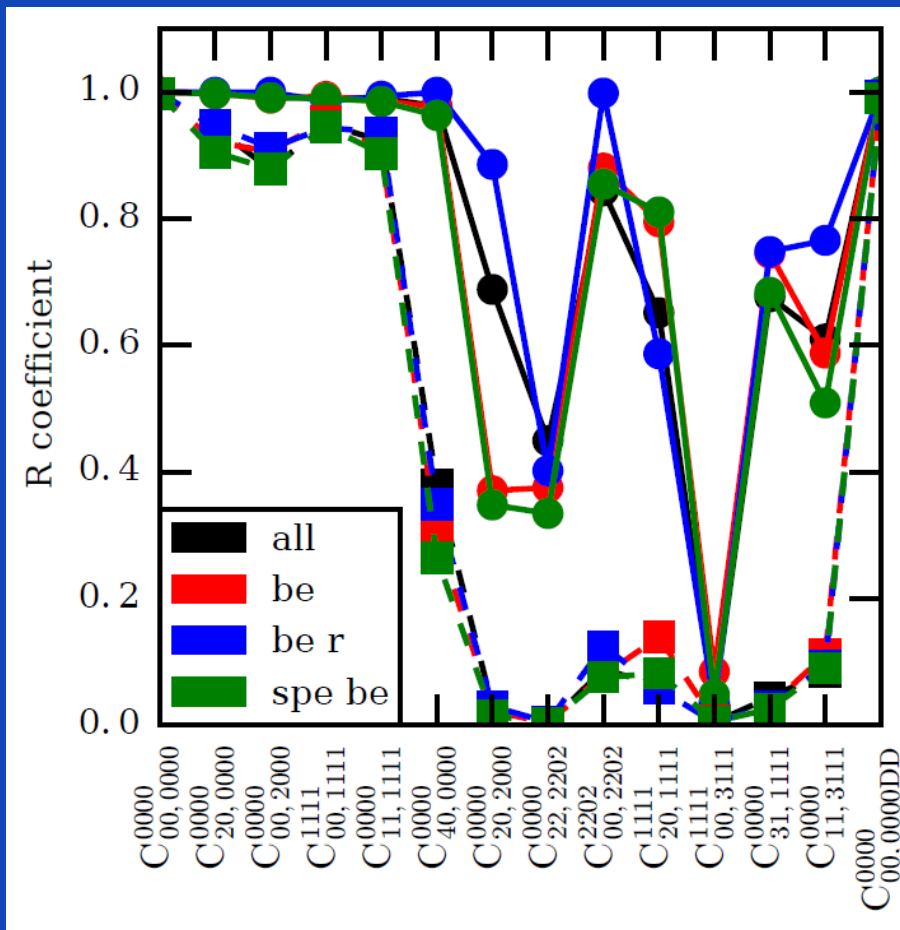 R coefficient
1.0
0.8
0.6
0.4
0.2
0.0
all
be
be r
spe be
C^{0000}_{00, 0000}
C^{0000}_{20, 0000}
C^{0000}_{00, 2000}
C^{1111}_{00, 1111}
C^{0000}_{11, 1111}
C^{0000}_{40, 0000}
C^{0000}_{20, 2000}
C^{0000}_{22, 2202}
C^{2202}_{00, 2202}
C^{1111}_{20, 1111}
C^{1111}_{00, 3111}
C^{0000}_{31, 1111}
C^{0000}_{11, 3111}
C^{0000}_{00, 0000DD}